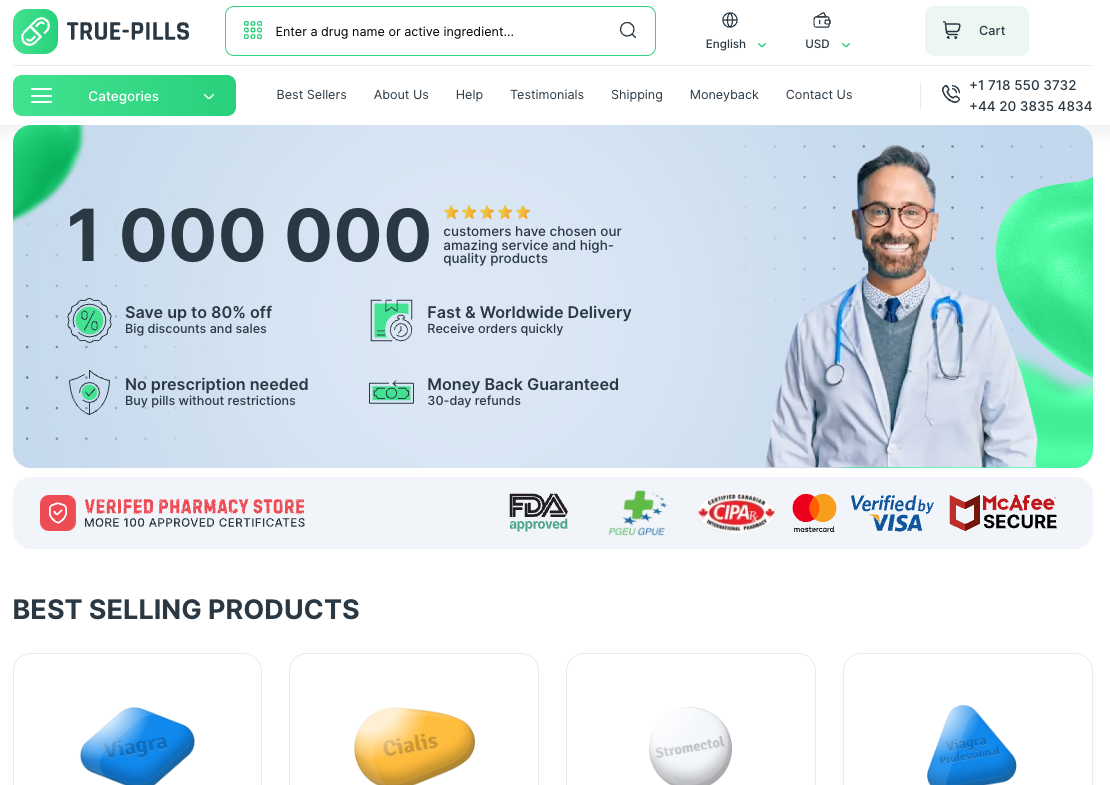 TRUE-PILLS
Enter a drug name or active ingredient...
English
USD
Cart
Categories
Best Sellers
About Us
Help
Testimonials
Shipping
Moneyback
Contact Us
+1 718 550 3732
+44 20 3835 4834
1 000 000
customers have chosen our
amazing service and high-
quality products
Save up to 80% off
Big discounts and sales
Fast & Worldwide Delivery
Receive orders quickly
No prescription needed
Buy pills without restrictions
Money Back Guaranteed
30-day refunds
VERIFED PHARMACY STORE
MORE 100 APPROVED CERTIFICATES
FDA
approved
PGEU GPUE
CERTIFIED CANADIAN
CIPARx
INTERNATIONAL PHARMACY
mastercard
Verified by
VISA
McAfee
SECURE
BEST SELLING PRODUCTS
Viagra
Cialis
Stromectol
Viagra
Professional